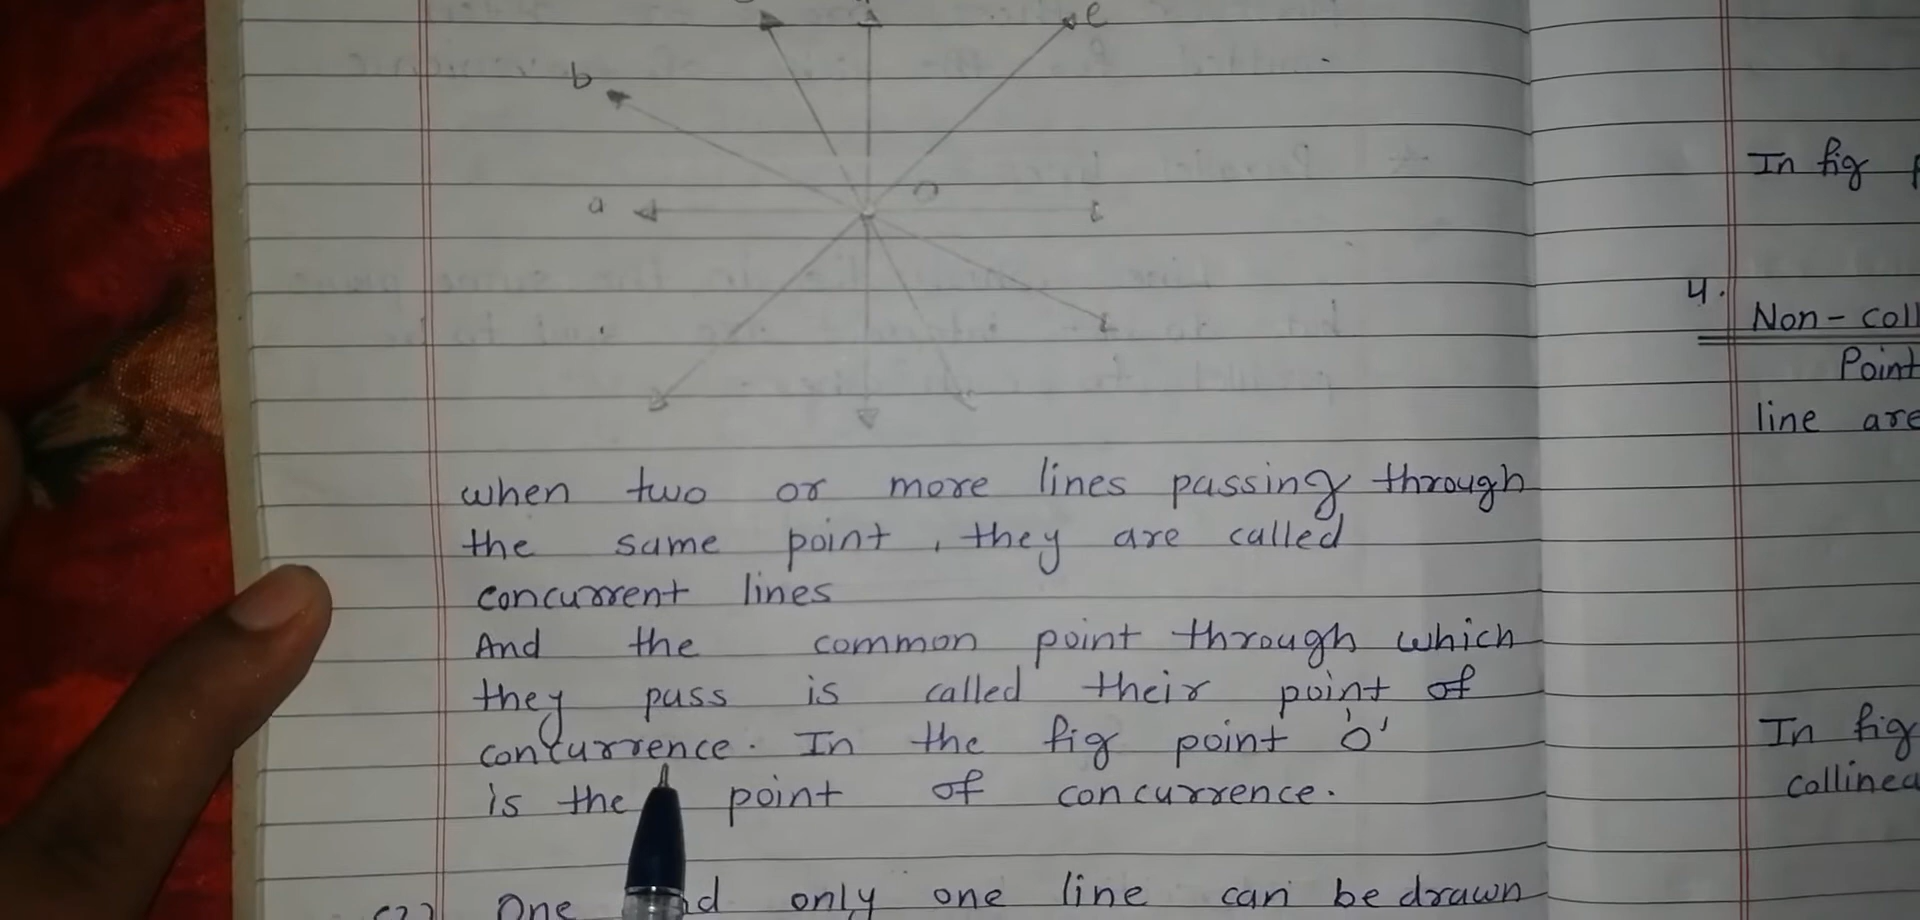 e
b
o
a
when two or more lines passing through
the same point, they are called
concurrent lines
And the common point through which
they pass is called their point of
concurrence. In the fig point 'o'
is the point of concurrence.
One only one line can be drawn
In fig
4.
Non-coll
Point
line are
In fig
collinea